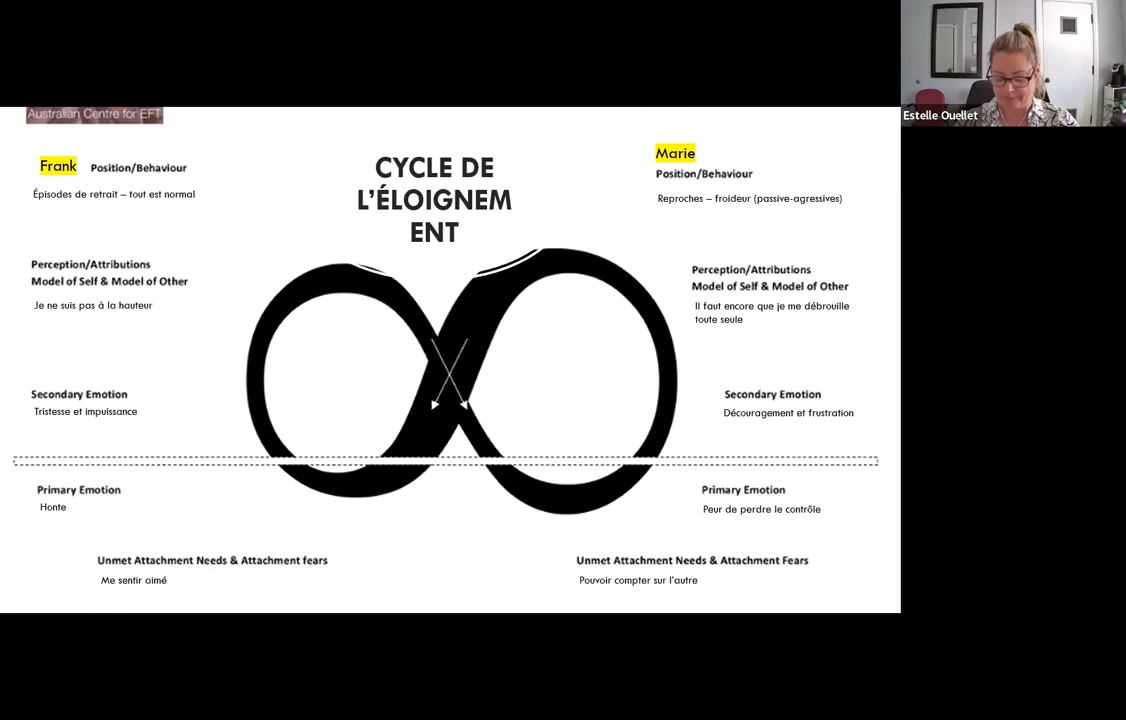 Estelle Ouellet
Australian Centre for EFT
Frank Position/Behaviour
Épisodes de retrait – tout est normal
CYCLE DE
L'ÉLOIGNEM
ENT
Marie
Position/Behaviour
Reproches – froideur (passive-agressives)
Perception/Attributions
Model of Self & Model of Other
Je ne suis pas à la hauteur
Perception/Attributions
Model of Self & Model of Other
Il faut encore que je me débrouille
toute seule
Secondary Emotion
Tristesse et impuissance
Secondary Emotion
Découragement et frustration
Primary Emotion
Honte
Primary Emotion
Peur de perdre le contrôle
Unmet Attachment Needs & Attachment fears
Me sentir aimé
Unmet Attachment Needs & Attachment Fears
Pouvoir compter sur l'autre